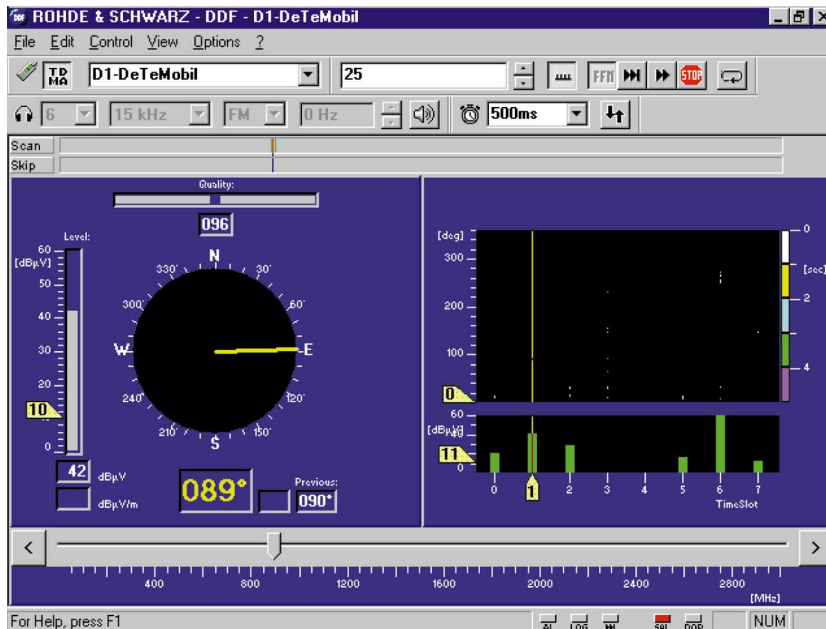 ROHDE & SCHWARZ - DDF - D1-DeTeMobil
File Edit Control View Options ?
TD MA D1-DeTeMobil 25 FFM STOP
6 15 kHz FM 0 Hz 500ms
Scan
Skip
Quality:
096
Level:
60
[dBµV]
50
40
30
20
10
0
N
30°
60°
E
120°
150°
S
210°
240°
W
300°
330°
42 dBµV
dBµV/m
089°
Previous:
090°
[deg]
300
200
100
0
0
[sec]
2
4
60
[dBµV]
40
11
0
0 1 2 3 4 5 6 7
TimeSlot
400 800 1200 1600 2000 2400 2800
[MHz]
For Help, press F1 LOG NUM